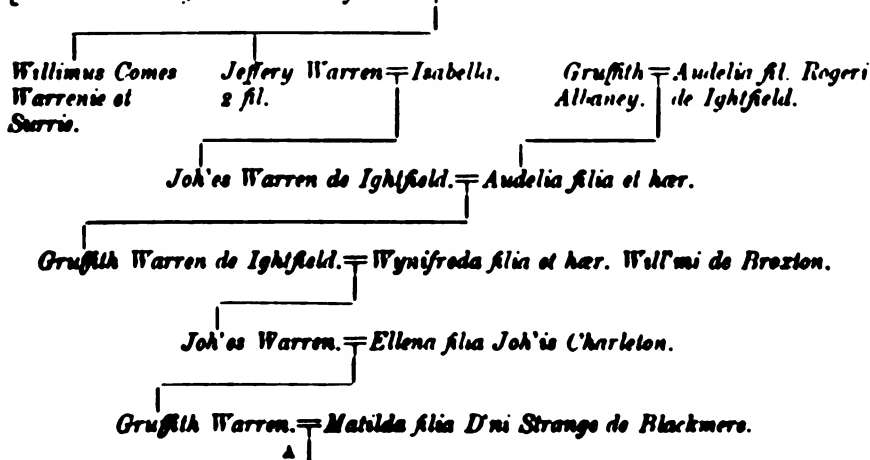 Willimus Comes Warrenie et Surrie.
Jeffery Warren = Isabella.
2 fil.
Gruffith Albaney. = Audelia fil. Rogeri de Ightfield.
Joh'es Warren de Ightfield. = Audelia filia et hær.
Gruffith Warren de Ightfield. = Wynifreda filia et hær. Will'mi de Broxton.
Joh'es Warren. = Ellena filia Joh'is Charleton.
Gruffith Warren. = Matilda filia D'ni Strange de Blackmere.
A